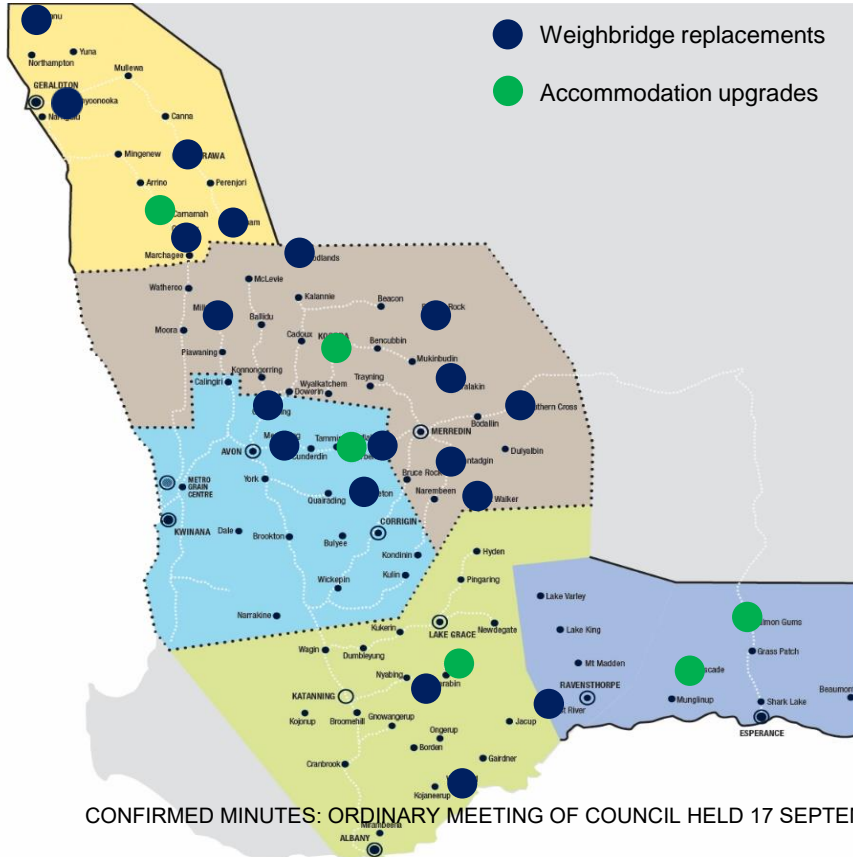 Weighbridge replacements
Accommodation upgrades
Yuna
Northampton
Mullewa
GERALDTON
Canna
Mingenew
Arrino
Perenjori
Carnamah
Marchagee
Watheroo
McLevie
Kalannie
Beacon
Ballidu
Cadoux
Moora
Bencubbin
Piawaning
Mukinbudin
Konnongorring
Trayning
Calingiri
Wyalkatchem
Dowerin
Bodallin
MERREDIN
AVON
Dulyalbin
METRO
GRAIN
CENTRE
York
Bruce Rock
Quairading
Narembeen
KWINANA
Dale
Brookton
CORRIGIN
Bulyee
Kondinin
Hyden
Kulin
Pingaring
Wickepin
Lake Varley
Narrakine
Kukerin
LAKE GRACE
Newdegate
Lake King
Wagin
Dumbleyung
Mt Madden
Grass Patch
Nyabing
RAVENSTHORPE
KATANNING
Munglinup
Shark Lake
Beaumont
Kojonup
Broomehill
Gnowangerup
Jacup
ESPERANCE
Ongerup
Borden
Gairdner
Cranbrook
Kojaneerup
CONFIRMED MINUTES: ORDINARY MEETING OF COUNCIL HELD 17 SEPTE
Mirambeena
ALBANY